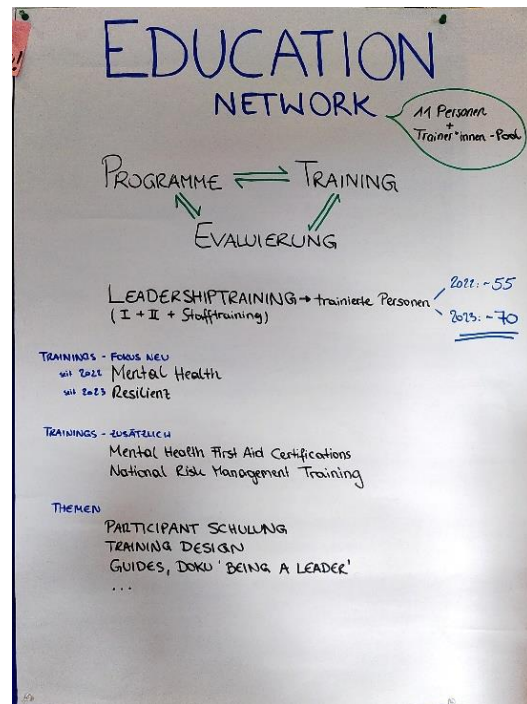 EDUCATION
NETWORK
11 Personen
+
Trainer*innen-Pool
PROGRAMME ⇌ TRAINING
EVALUIERUNG
LEADERSHIPTRAINING → trainierte Personen
(I + II + Stafftraining)
2022: ~55
2023: ~70
TRAININGS - FOKUS NEU
seit 2022 Mental Health
seit 2023 Resilienz
TRAININGS - ZUSÄTZLICH
Mental Health First Aid Certifications
National Risk Management Training
THEMEN
PARTICIPANT SCHULUNG
TRAINING DESIGN
GUIDES, DOKU 'BEING A LEADER'
...